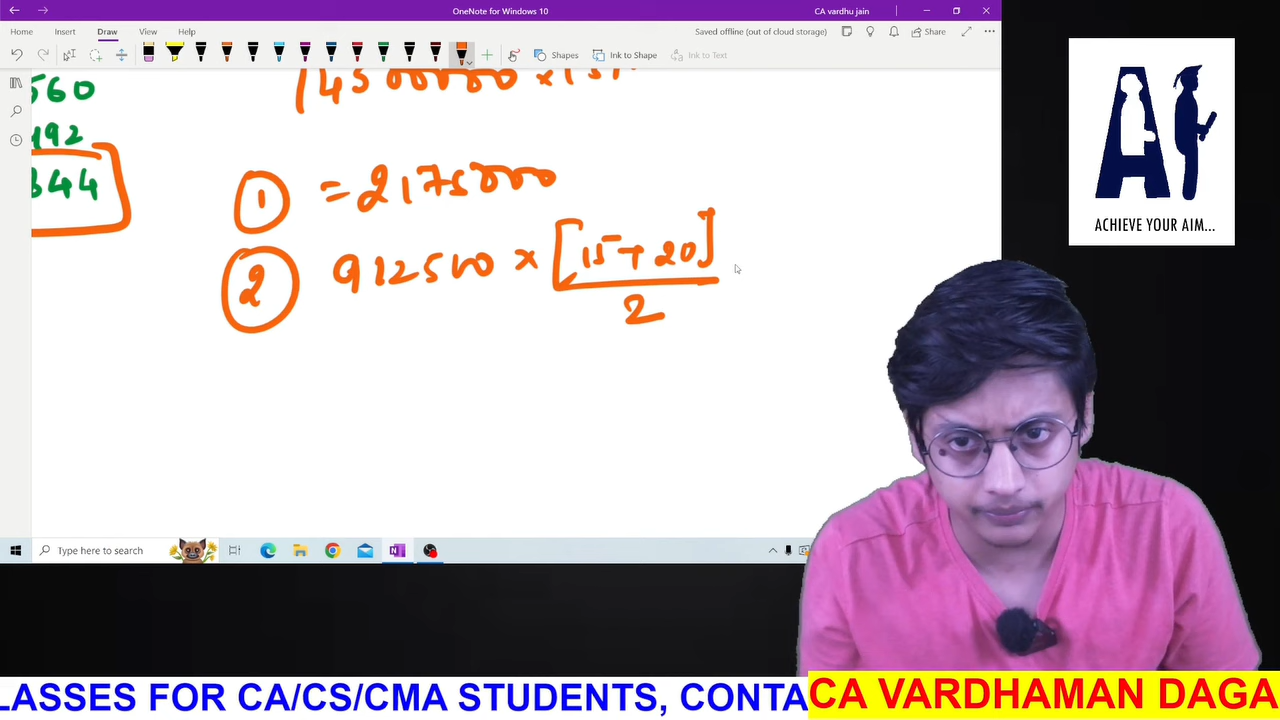 OneNote for Windows 10
CA vardhu jain
Home
Insert
Draw
View
Help
Saved offline (out of cloud storage)
Share
Shapes
Ink to Shape
Ink to Text
560
492
344
① = 2175000
② 912500 × [15+20]
2
ACHIEVE YOUR AIM...
Type here to search
LASSES FOR CA/CS/CMA STUDENTS, CONTA
CA VARDHAMAN DAGA